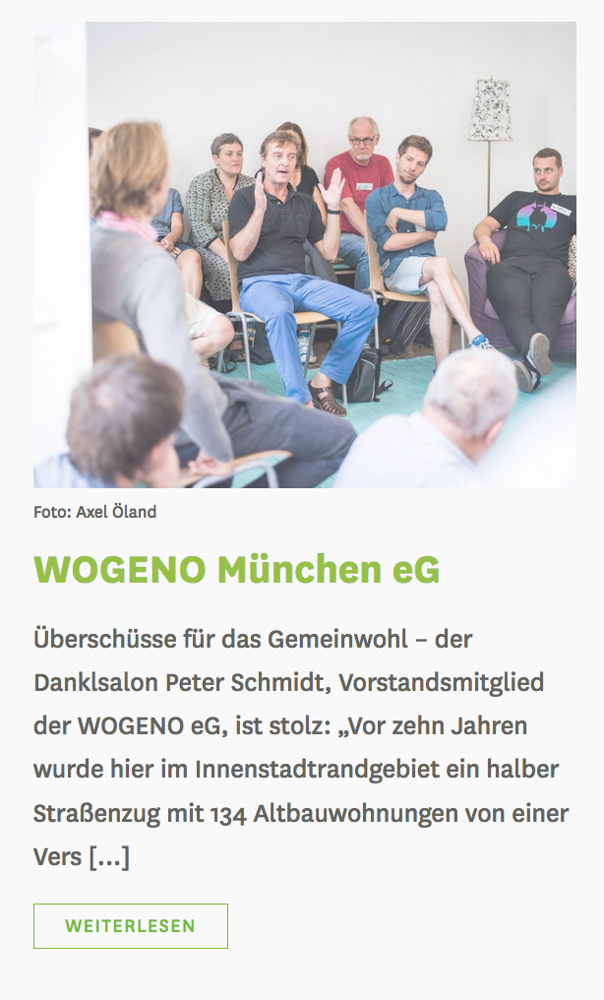 Foto: Axel Öland
WOGENO München eG
Überschüsse für das Gemeinwohl – der
Danklsalon Peter Schmidt, Vorstandsmitglied
der WOGENO eG, ist stolz: „Vor zehn Jahren
wurde hier im Innenstadtrandgebiet ein halber
Straßenzug mit 134 Altbauwohnungen von einer
Vers [...]
WEITERLESEN